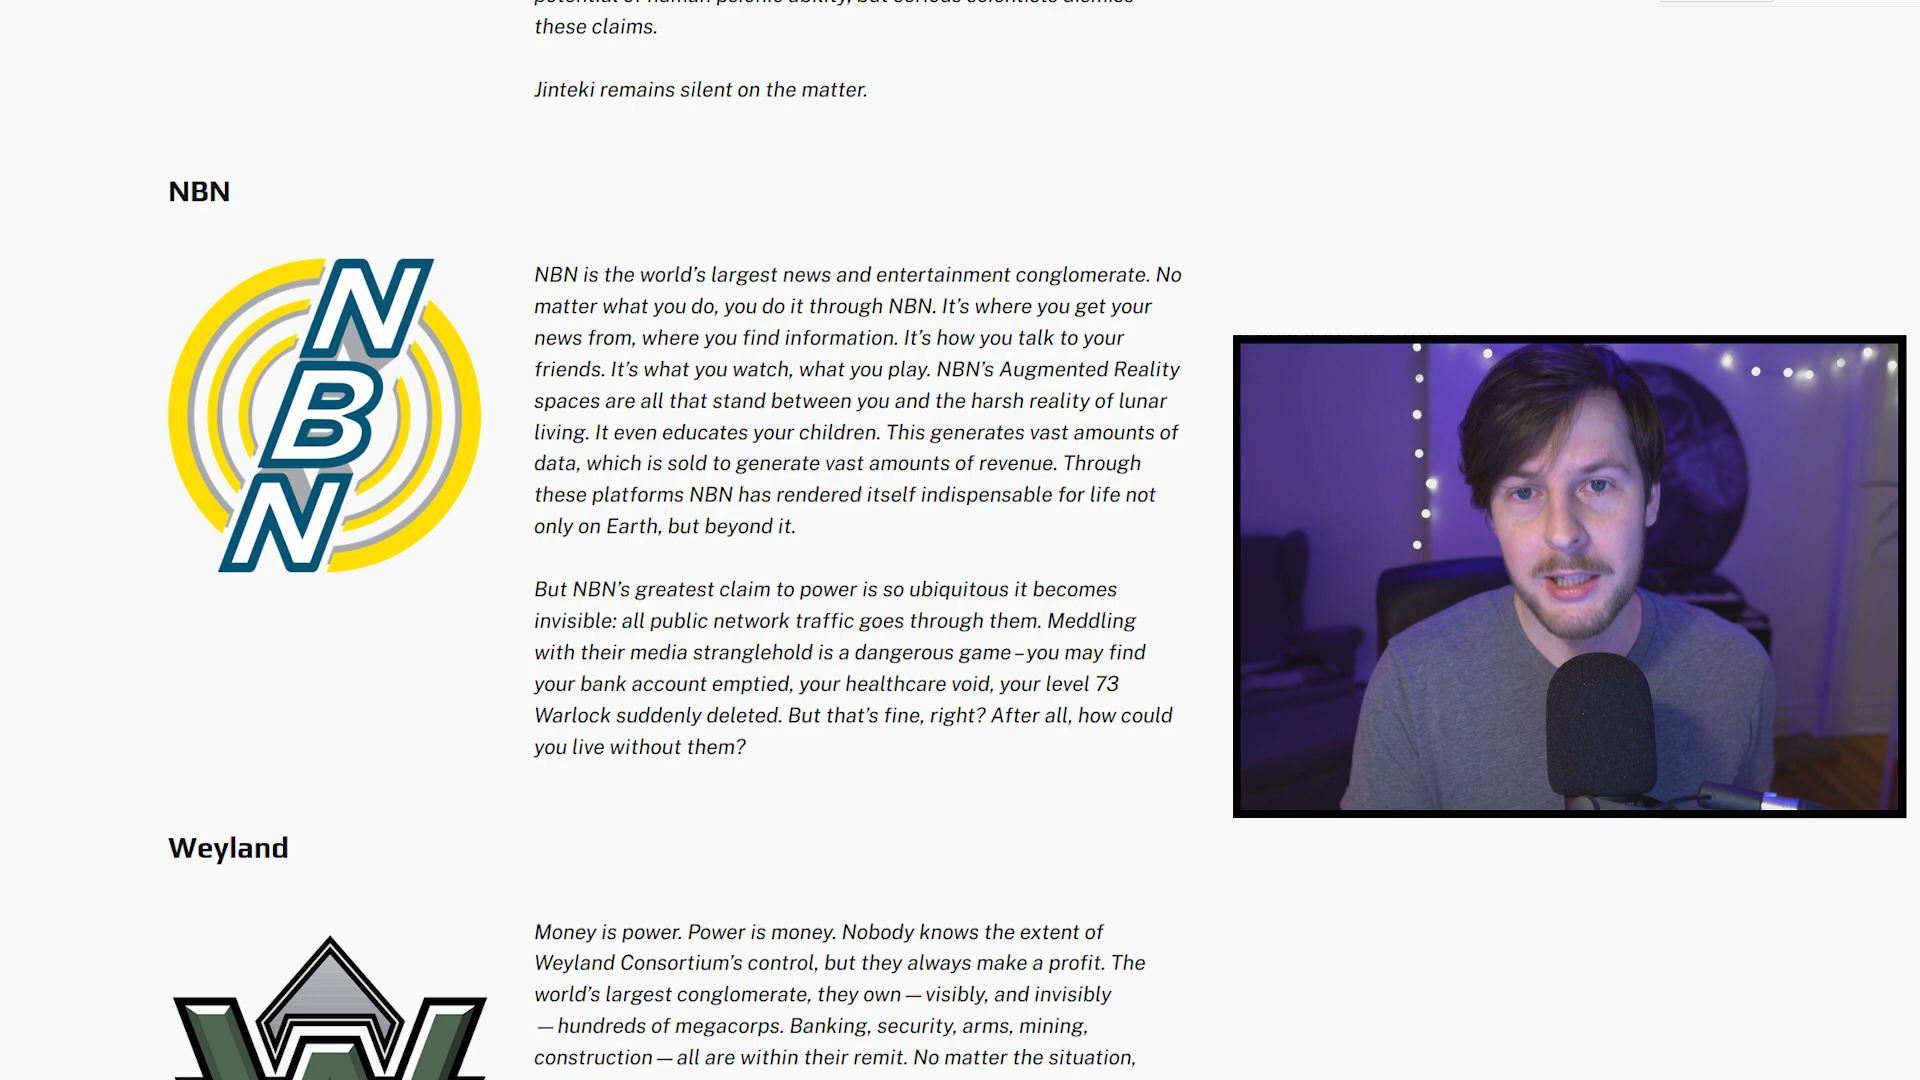 these claims.
Jinteki remains silent on the matter.
NBN
N
B
N
NBN is the world’s largest news and entertainment conglomerate. No
matter what you do, you do it through NBN. It’s where you get your
news from, where you find information. It’s how you talk to your
friends. It’s what you watch, what you play. NBN’s Augmented Reality
spaces are all that stand between you and the harsh reality of lunar
living. It even educates your children. This generates vast amounts of
data, which is sold to generate vast amounts of revenue. Through
these platforms NBN has rendered itself indispensable for life not
only on Earth, but beyond it.
But NBN’s greatest claim to power is so ubiquitous it becomes
invisible: all public network traffic goes through them. Meddling
with their media stranglehold is a dangerous game – you may find
your bank account emptied, your healthcare void, your level 73
Warlock suddenly deleted. But that’s fine, right? After all, how could
you live without them?
Weyland
Money is power. Power is money. Nobody knows the extent of
Weyland Consortium’s control, but they always make a profit. The
world’s largest conglomerate, they own — visibly, and invisibly
— hundreds of megacorps. Banking, security, arms, mining,
construction — all are within their remit. No matter the situation,